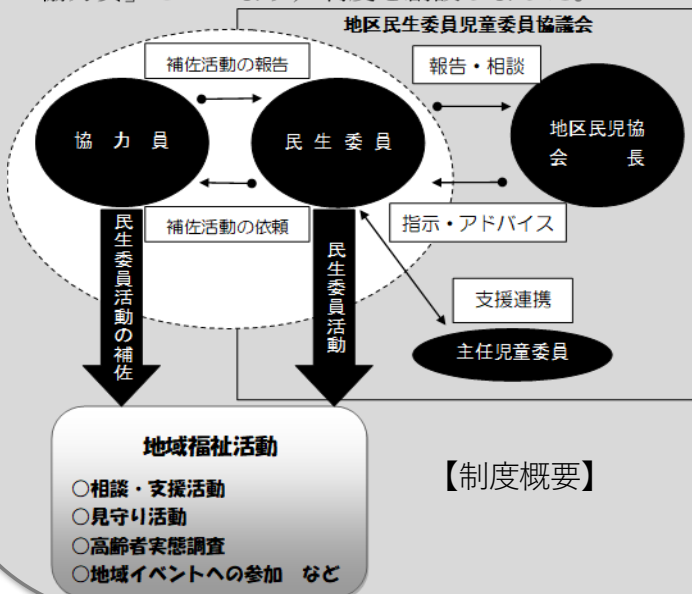 地区民生委員児童委員協議会
補佐活動の報告
報告・相談
協力員
民生委員
地区民児協
会長
補佐活動の依頼
指示・アドバイス
民生委員活動の補佐
民生委員活動
支援連携
主任児童委員
地域福祉活動
○相談・支援活動
○見守り活動
○高齢者実態調査
○地域イベントへの参加 など
【制度概要】